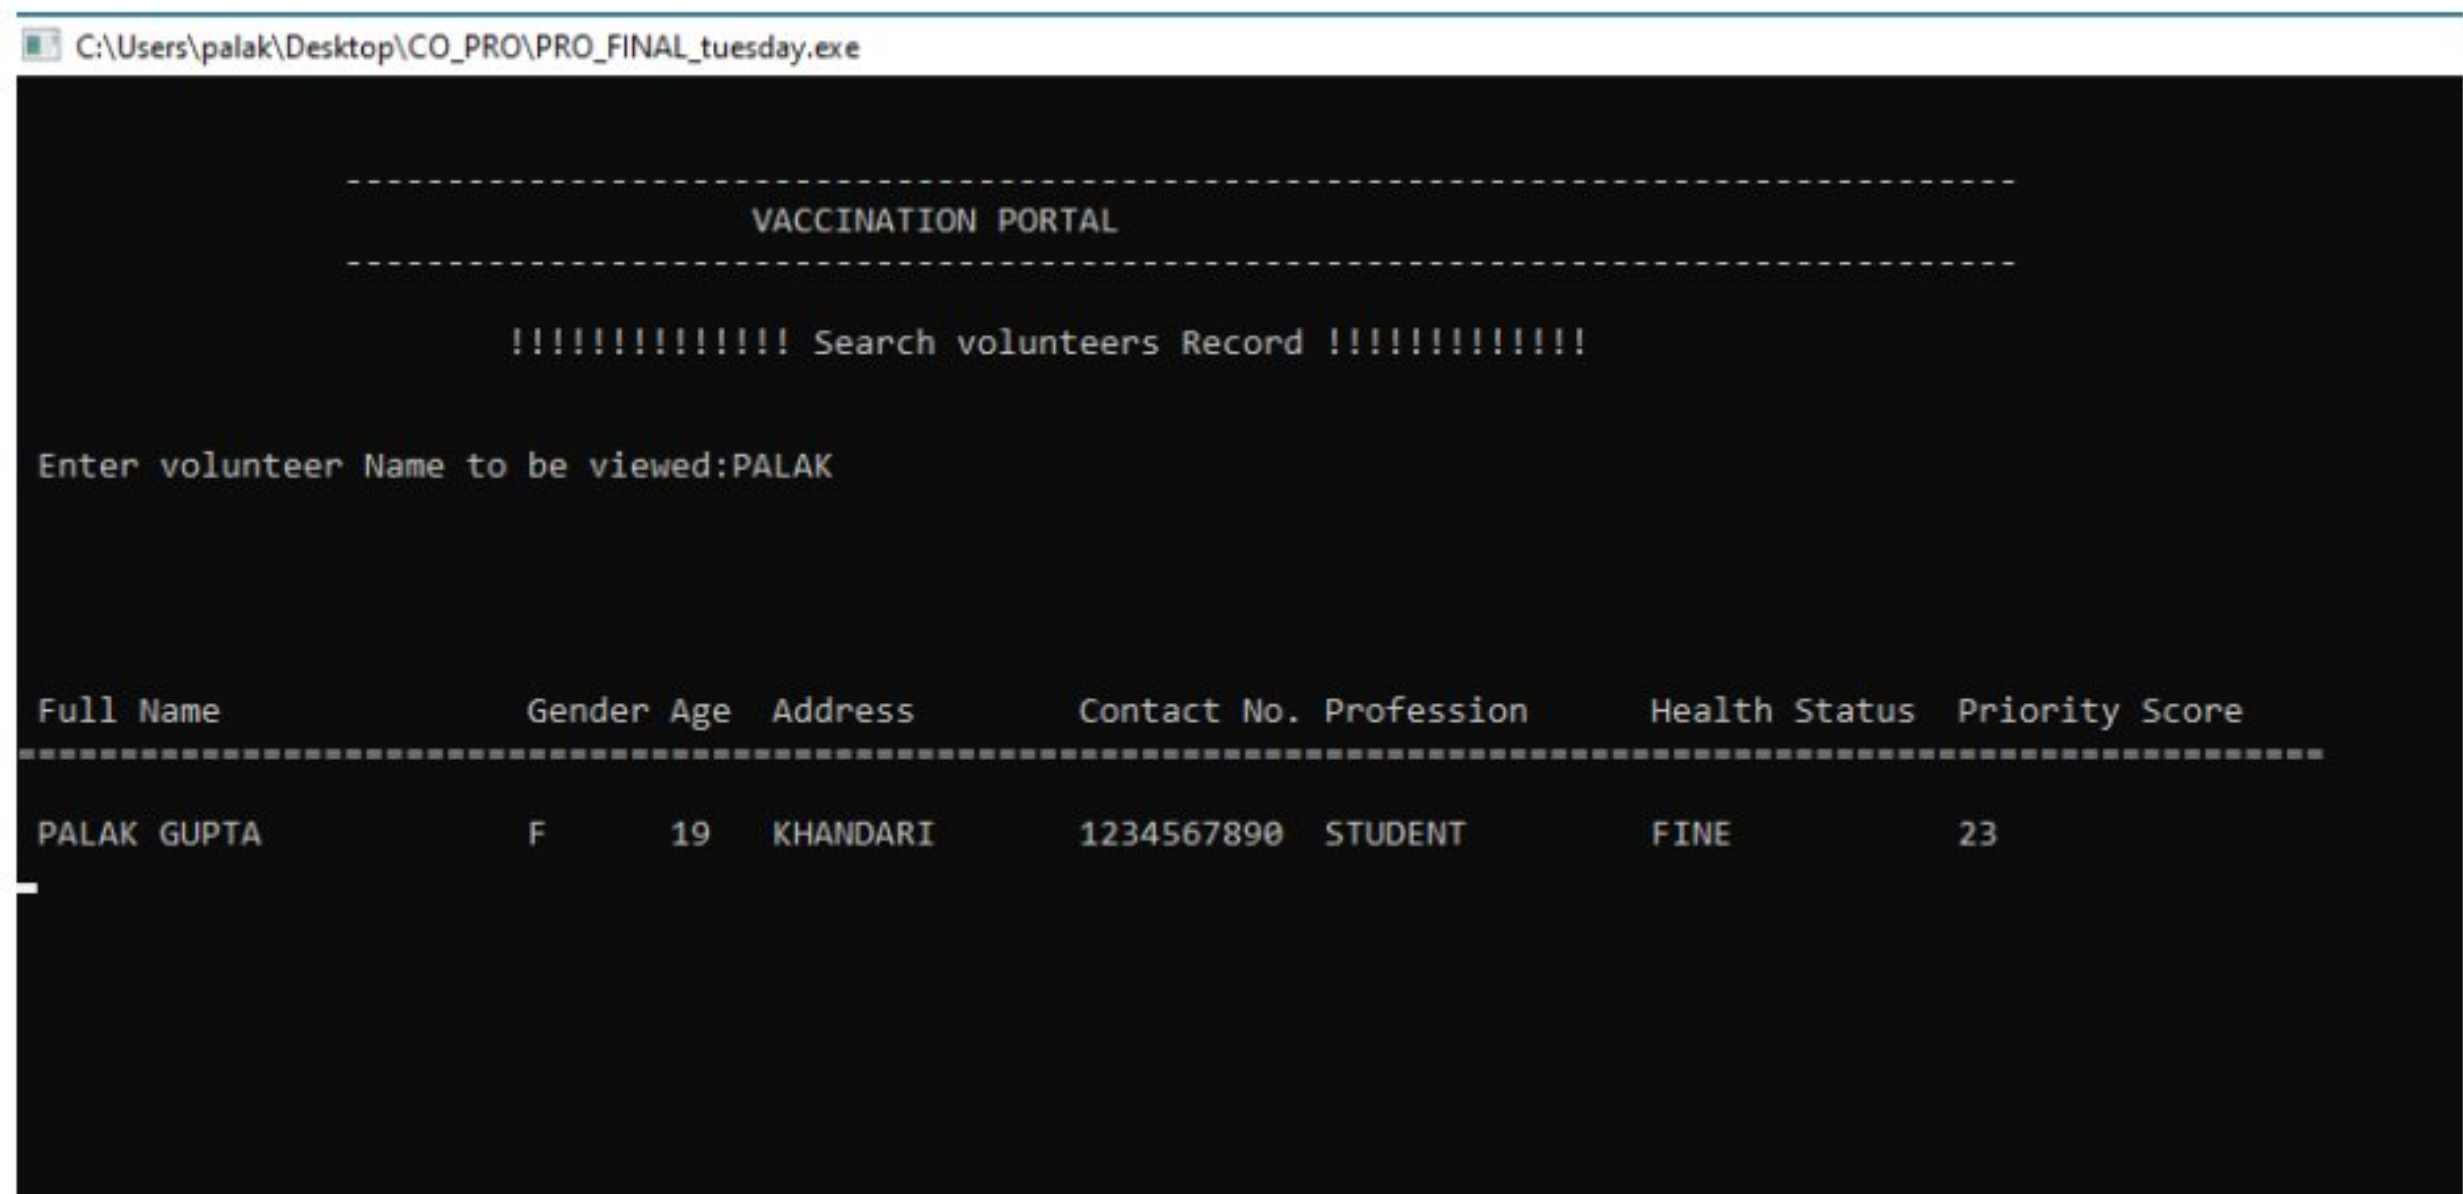 C:\Users\palak\Desktop\CO_PRO\PRO_FINAL_tuesday.exe
----------------------------------------------------------------------------------
VACCINATION PORTAL
----------------------------------------------------------------------------------
!!!!!!!!!!!!!! Search volunteers Record !!!!!!!!!!!!!
Enter volunteer Name to be viewed:PALAK
Full Name Gender Age Address Contact No. Profession Health Status Priority Score
=================================================================================================================
PALAK GUPTA F 19 KHANDARI 1234567890 STUDENT FINE 23